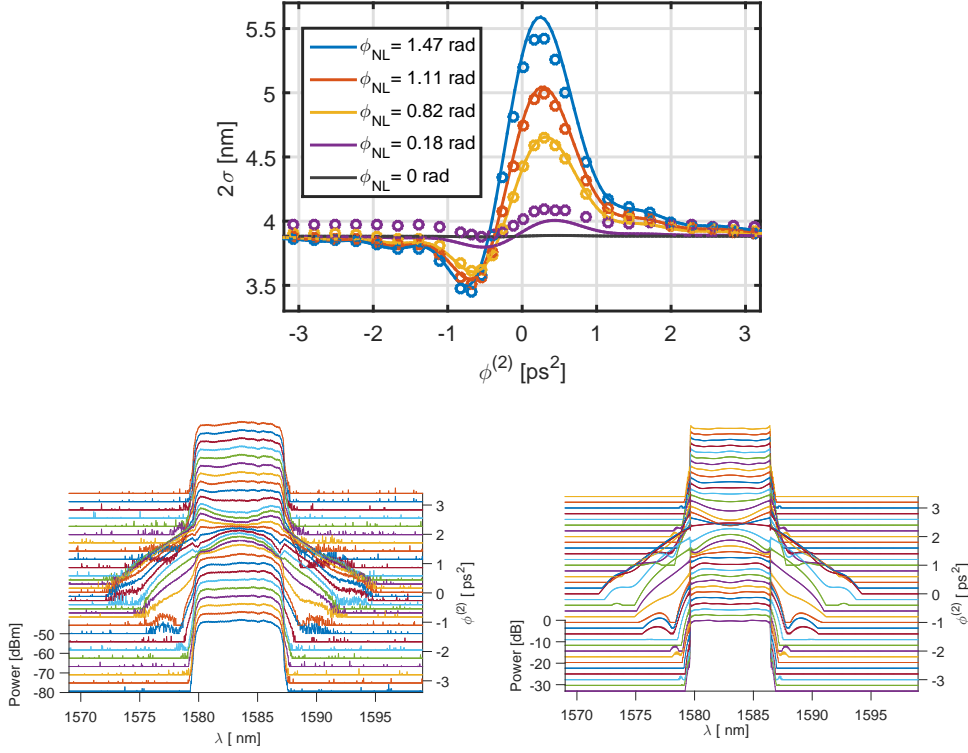 5.5
5
4.5
4
3.5
2σ [nm]
ϕNL= 1.47 rad
ϕNL= 1.11 rad
ϕNL= 0.82 rad
ϕNL= 0.18 rad
ϕNL= 0 rad
-3 -2 -1 0 1 2 3
ϕ(2) [ps2]
3
2
1
0
-1
-2
-3
ϕ(2) [ ps2]
-50
-60
-70
-80
Power [dBm]
1570 1575 1580 1585 1590 1595
λ [ nm]
3
2
1
0
-1
-2
-3
ϕ(2) [ ps2]
0
-10
-20
-30
Power [dB]
1570 1575 1580 1585 1590 1595
λ [ nm]